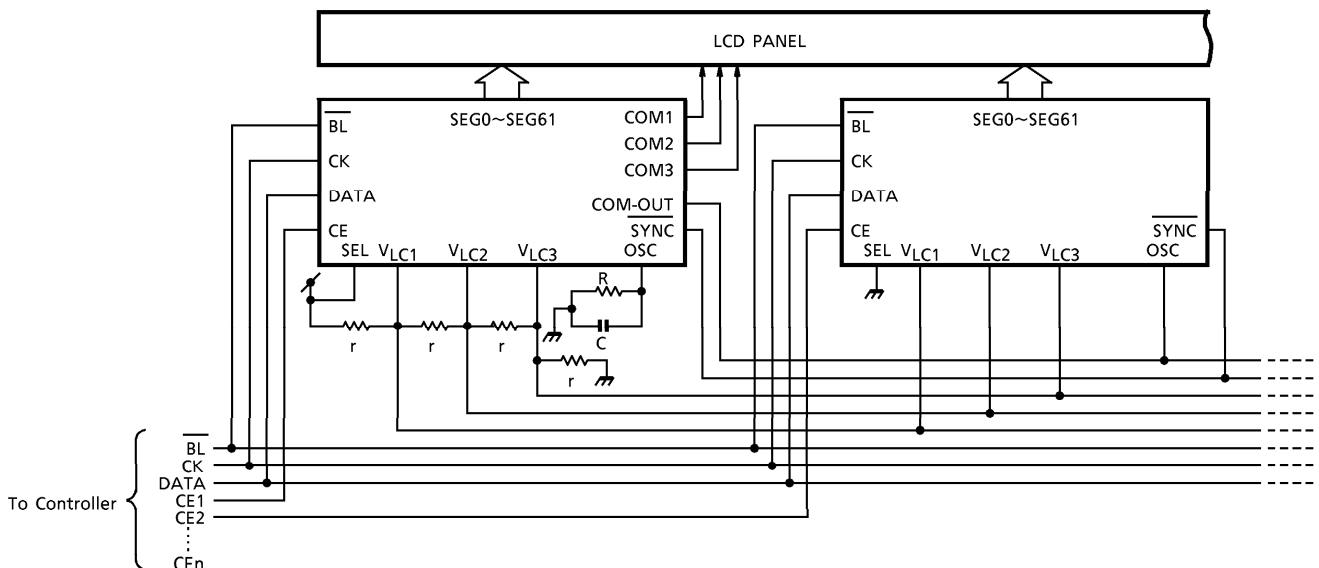 LCD PANEL
BL
CK
DATA
CE
SEG0~SEG61
COM1
COM2
COM3
COM-OUT
SYNC
OSC
SEL
VLC1
VLC2
VLC3
BL
CK
DATA
CE
SEG0~SEG61
SYNC
OSC
SEL
VLC1
VLC2
VLC3
R
C
r
r
r
r
To Controller
BL
CK
DATA
CE1
CE2
CEn